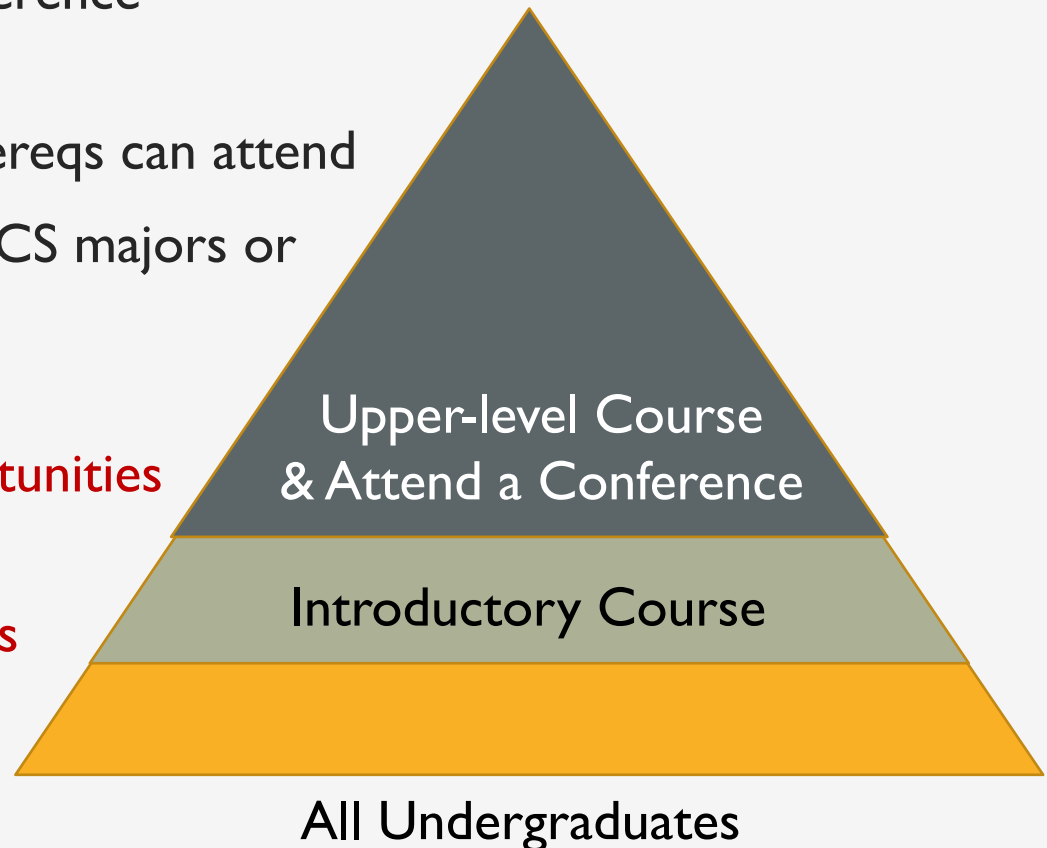 ereqs can attend
CS majors or
tunities
s
Upper-level Course
& Attend a Conference
Introductory Course
All Undergraduates